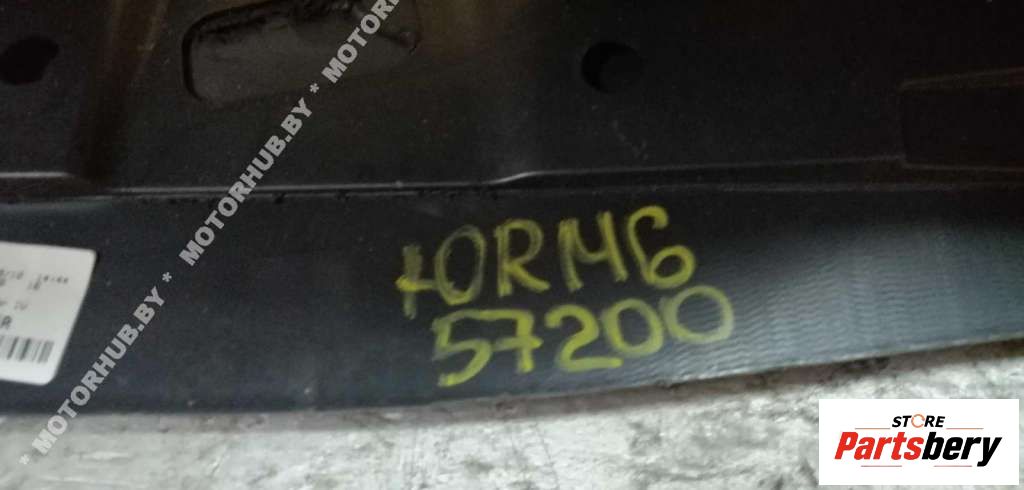 * MOTORHUB.BY * MOTORHUB.BY * MOTOR
10RM6
57200
STORE
Partsbery